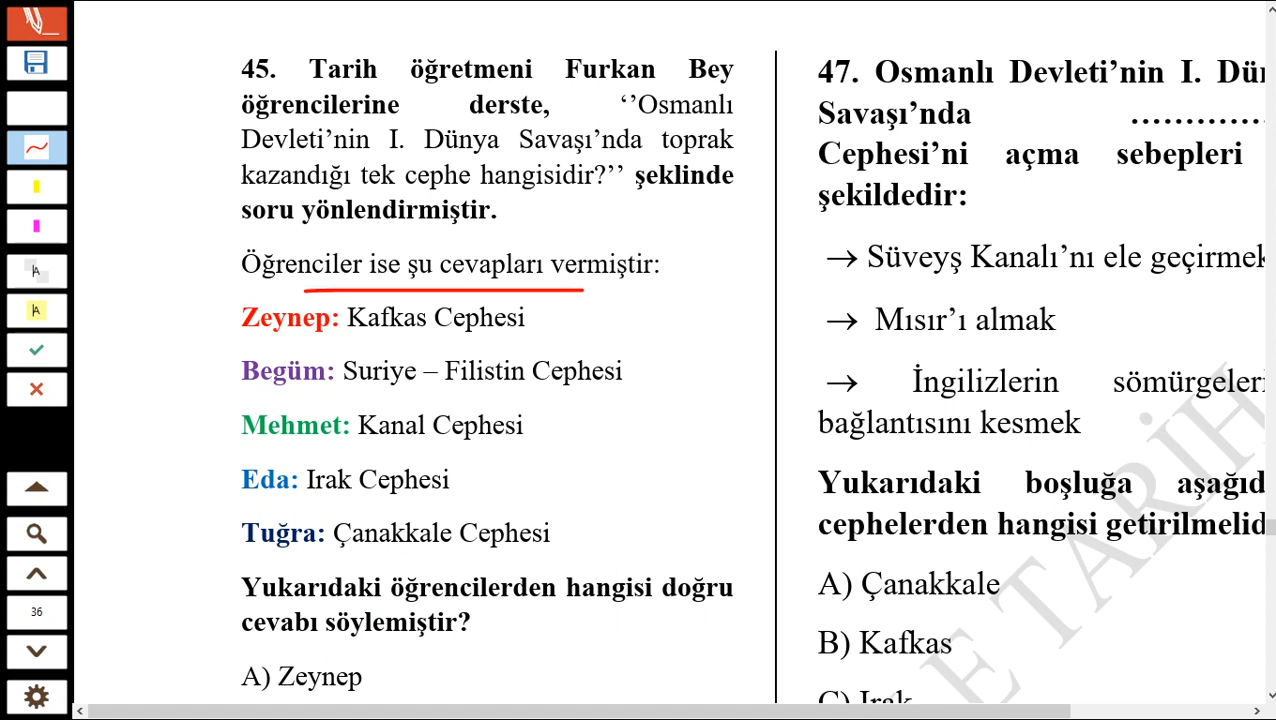 45. Tarih öğretmeni Furkan Bey
öğrencilerine derste, ‘’Osmanlı
Devleti’nin I. Dünya Savaşı’nda toprak
kazandığı tek cephe hangisidir?’’ şeklinde
soru yönlendirmiştir.
Öğrenciler ise şu cevapları vermiştir:
Zeynep: Kafkas Cephesi
Begüm: Suriye – Filistin Cephesi
Mehmet: Kanal Cephesi
Eda: Irak Cephesi
Tuğra: Çanakkale Cephesi
Yukarıdaki öğrencilerden hangisi doğru
cevabı söylemiştir?
A) Zeynep
47. Osmanlı Devleti’nin I.
Savaşı’nda ………….
Cephesi’ni açma sebepleri
şekildedir:
→ Süveyş Kanalı’nı ele geçirmek
→ Mısır’ı almak
→ İngilizlerin
bağlantısını kesmek
Yukarıdaki boşluğa
cephelerden hangisi
A) Çanakkale
B) Kafkas
C) Irak
TARİH
36